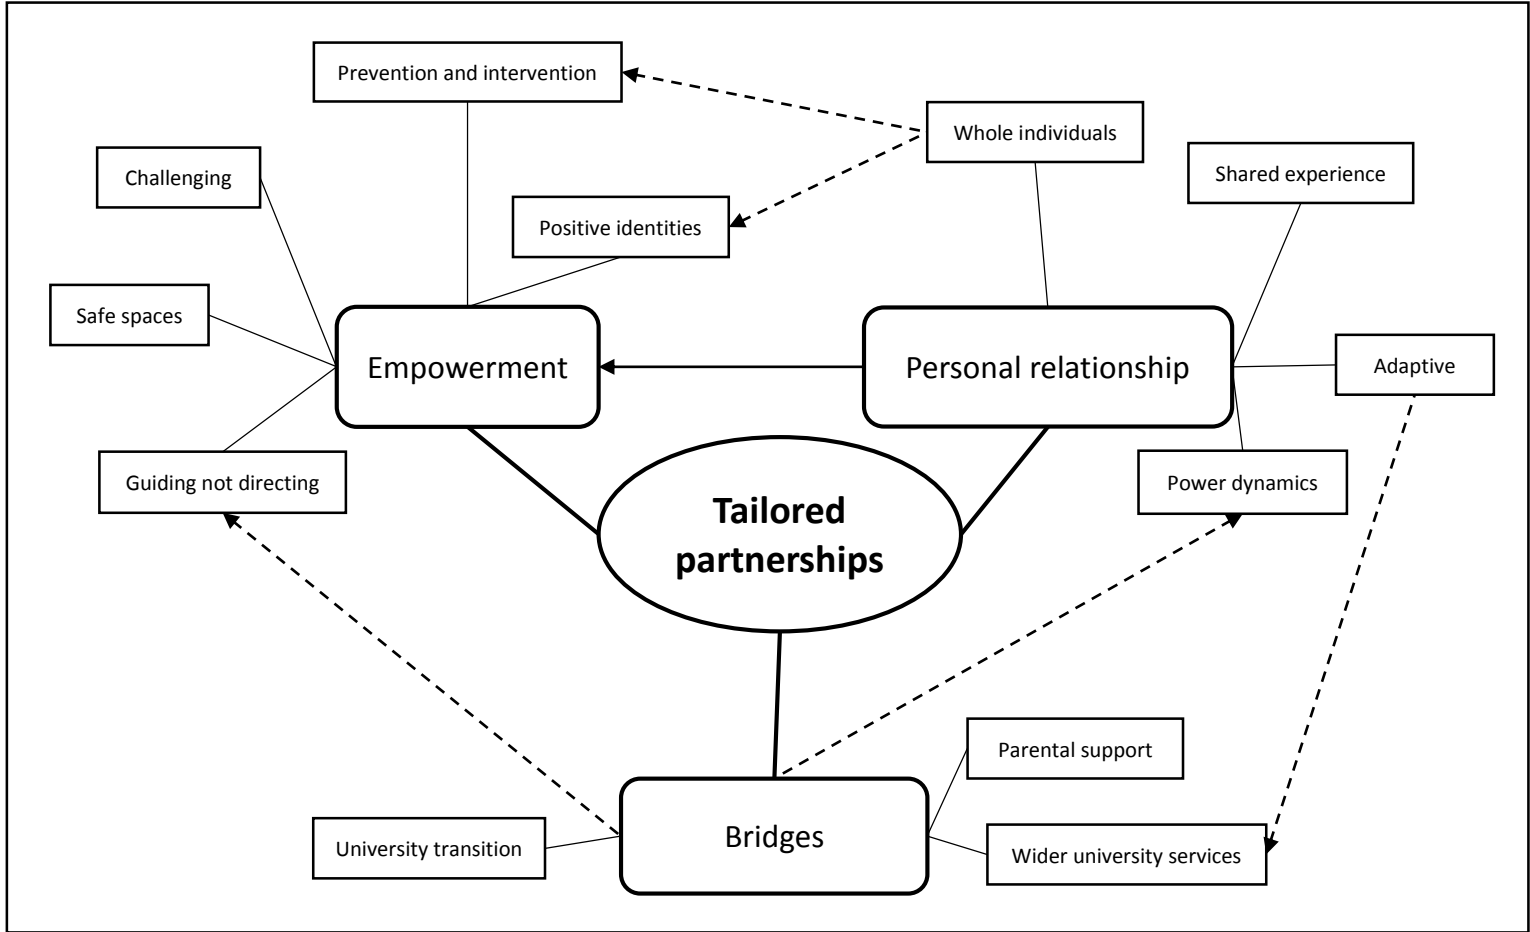 Prevention and intervention
Whole individuals
Challenging
Shared experience
Positive identities
Safe spaces
Empowerment
Personal relationship
Adaptive
Guiding not directing
Power dynamics
Tailored
partnerships
Parental support
University transition
Bridges
Wider university services